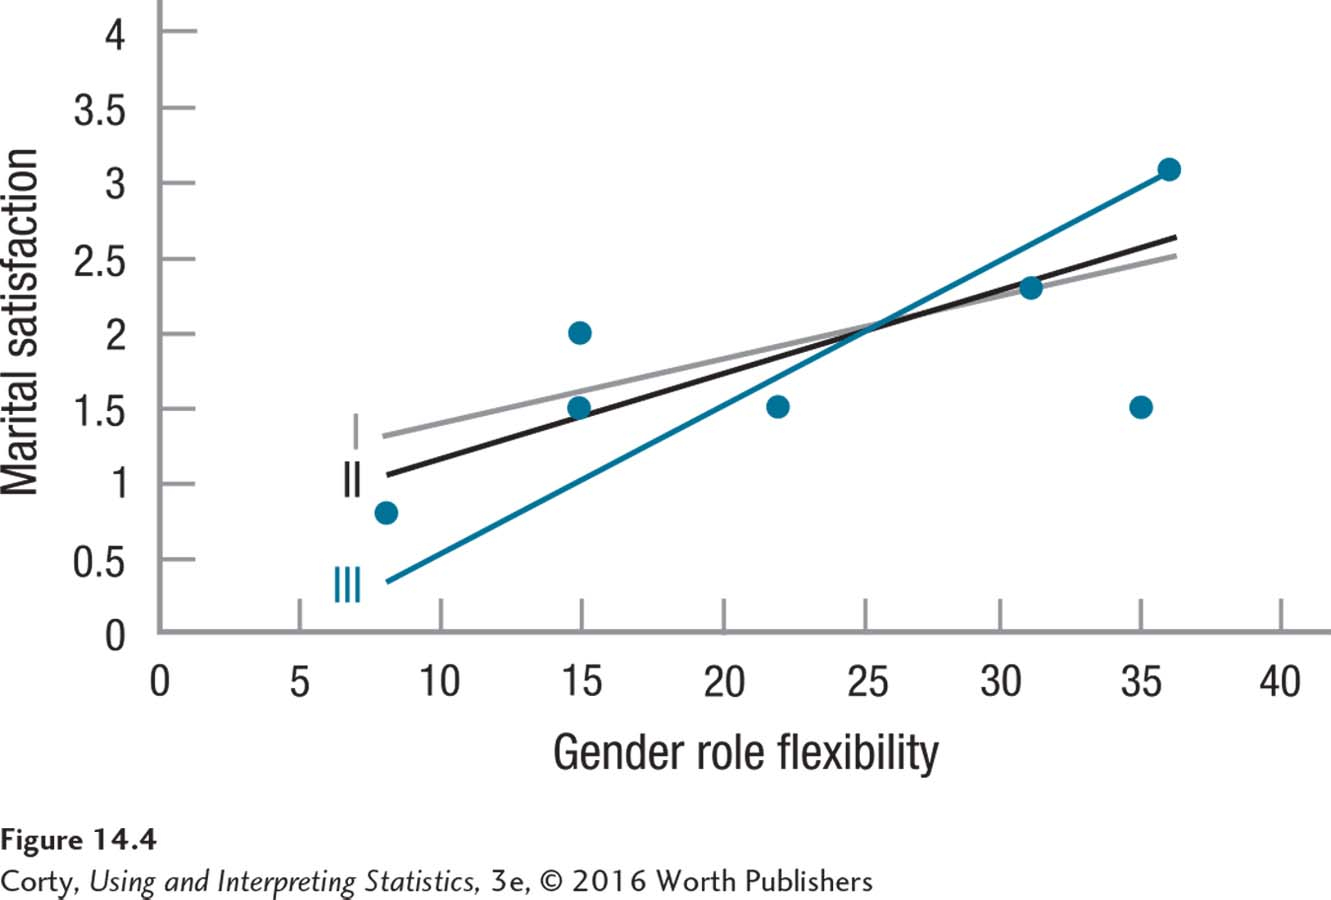 4
3.5
3
2.5
2
1.5
1
0.5
0
Marital satisfaction
I
II
III
0 5 10 15 20 25 30 35 40
Gender role flexibility
Figure 14.4
Corty, Using and Interpreting Statistics, 3e, © 2016 Worth Publishers